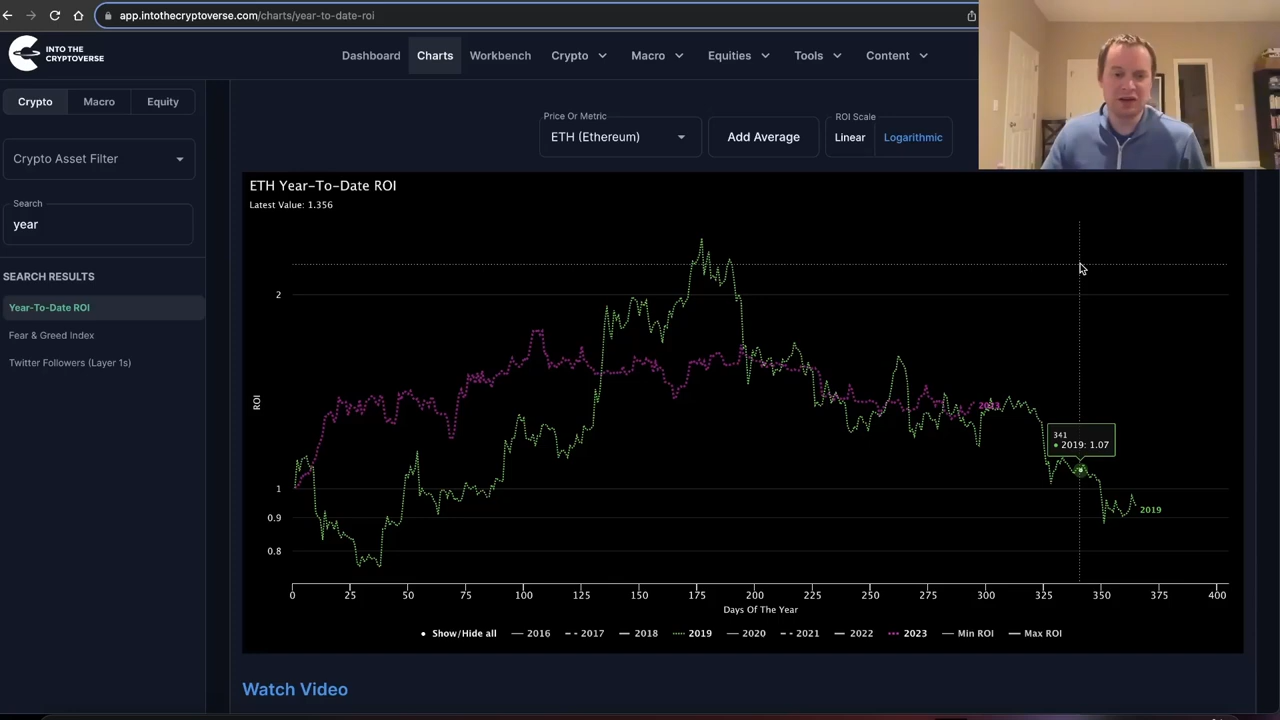 app.intothecryptoverse.com/charts/year-to-date-roi
INTO THE
CRYPTOVERSE
Dashboard Charts Workbench Crypto Macro Equities Tools Content
Crypto Macro Equity
Crypto Asset Filter
Search
year
SEARCH RESULTS
Year-To-Date ROI
Fear & Greed Index
Twitter Followers (Layer 1s)
Price Or Metric
ETH (Ethereum)
Add Average
ROI Scale
Linear Logarithmic
ETH Year-To-Date ROI
Latest Value: 1.356
2
1
0.9
0.8
ROI
2023
341
2019: 1.07
2019
0 25 50 75 100 125 150 175 200 225 250 275 300 325 350 375 400
Days Of The Year
Show/Hide all 2016 2017 2018 2019 2020 2021 2022 2023 Min ROI Max ROI
Watch Video